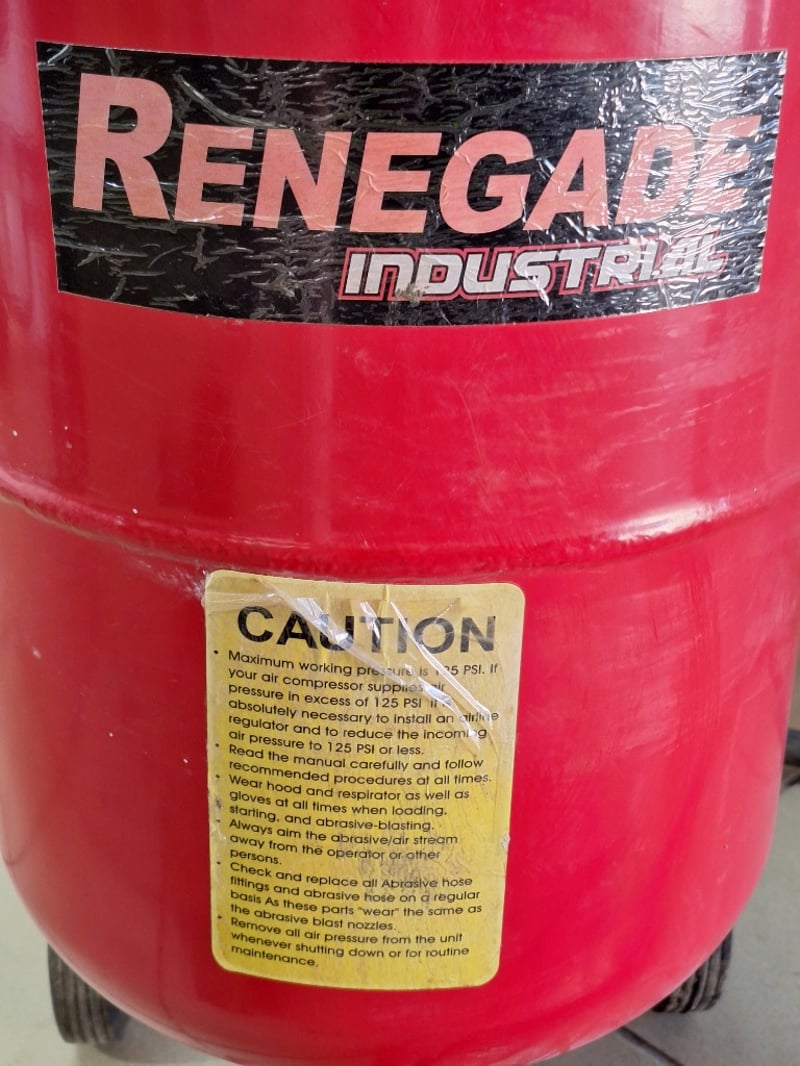 RENEGADE
INDUSTRIAL
CAUTION
• Maximum working pressure is 125 PSI. If
your air compressor supplies air
pressure in excess of 125 PSI it is
absolutely necessary to install an airline
regulator and to reduce the incoming
air pressure to 125 PSI or less.
• Read the manual carefully and follow
recommended procedures at all times.
• Wear hood and respirator as well as
gloves at all times when loading,
starting, and abrasive-blasting.
• Always aim the abrasive/air stream
away from the operator or other
persons.
• Check and replace all Abrasive hose
fittings and abrasive hose on a regular
basis As these parts "wear" the same as
the abrasive blast nozzles.
• Remove all air pressure from the unit
whenever shutting down or for routine
maintenance.